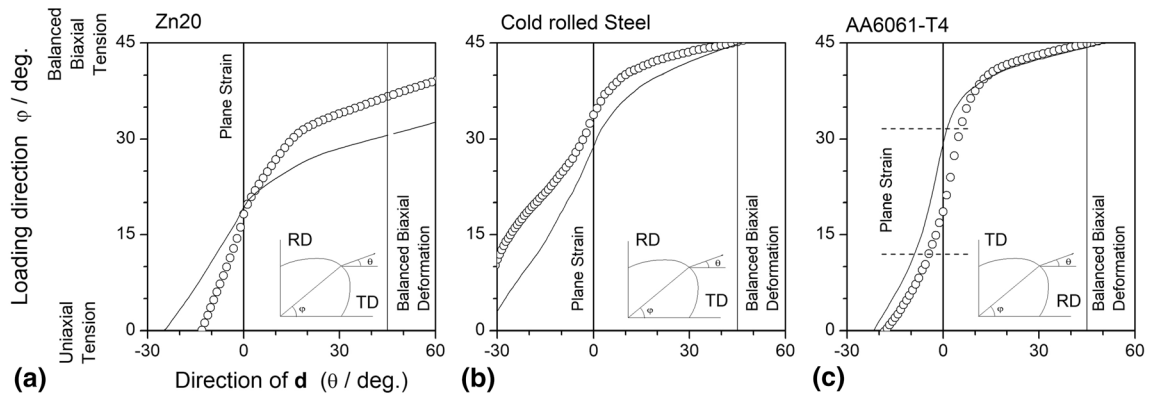 Zn20
Cold rolled Steel
AA6061-T4
Loading direction φ / deg.
Balanced
Biaxial
Tension
Uniaxial
Tension
45
30
15
0
Plane Strain
RD
TD
θ
φ
Balanced Biaxial
Deformation
-30
0
30
60
(a)
Direction of d (θ / deg.)
45
30
15
0
Plane Strain
RD
TD
θ
φ
Balanced Biaxial
Deformation
-30
0
30
60
(b)
45
30
15
0
Plane Strain
TD
RD
θ
φ
Balanced Biaxial
Deformation
-30
0
30
60
(c)